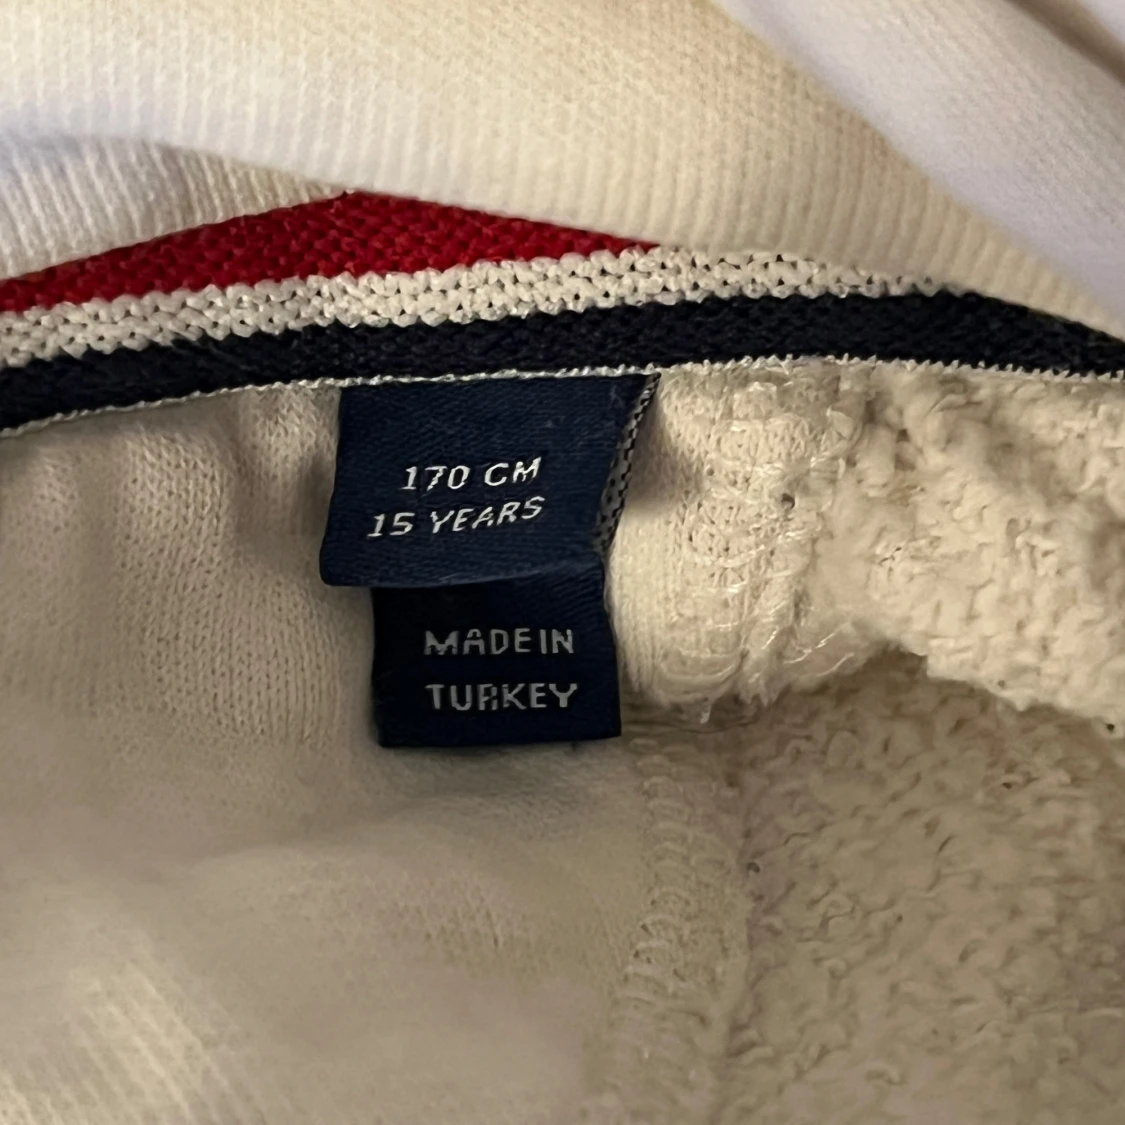 170 CM
15 YEARS
MADE IN
TURKEY